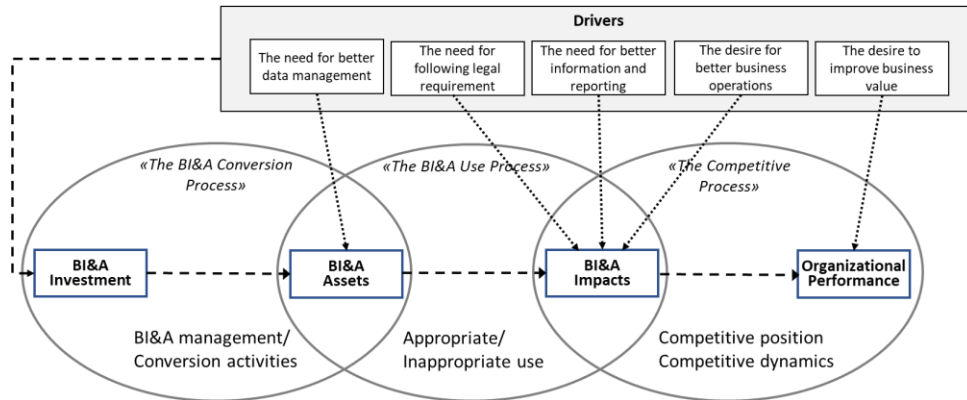 Drivers
The need for better
data management
The need for
following legal
requirement
The need for better
information and
reporting
The desire for
better business
operations
The desire to
improve business
value
«The BI&A Conversion
Process»
«The BI&A Use Process»
«The Competitive
Process»
BI&A
Investment
BI&A
Assets
BI&A
Impacts
Organizational
Performance
BI&A management/
Conversion activities
Appropriate/
Inappropriate use
Competitive position
Competitive dynamics